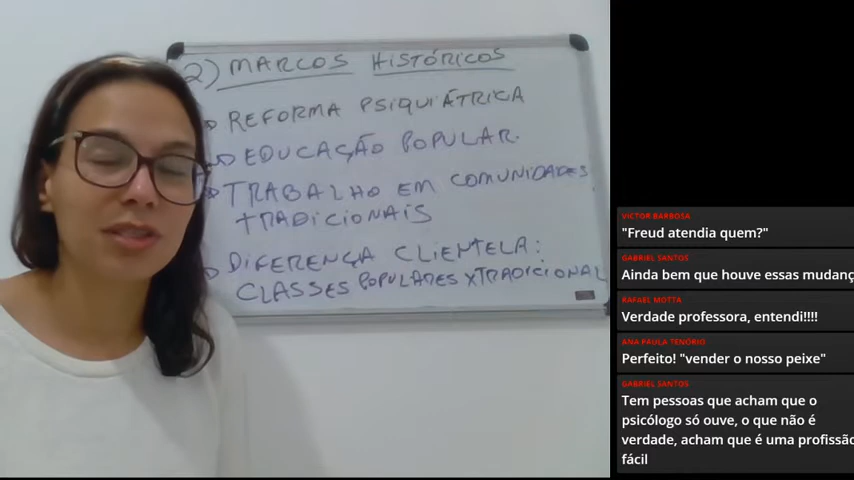 2) MARCOS HISTÓRICOS
REFORMA PSIQUIÁTRICA
EDUCAÇÃO POPULAR.
TRABALHO EM COMUNIDADES
TRADICIONAIS
DIFERENÇA CLIENTELA:
CLASSES POPULARES X TRADICIONAL
VICTOR BARBOSA
"Freud atendia quem?"
GABRIEL SANTOS
Ainda bem que houve essas mudanç
RAFAEL MOTTA
Verdade professora, entendi!!!!
ANA PAULA TENÓRIO
Perfeito! "vender o nosso peixe"
GABRIEL SANTOS
Tem pessoas que acham que o
psicólogo só ouve, o que não é
verdade, acham que é uma profissão
fácil